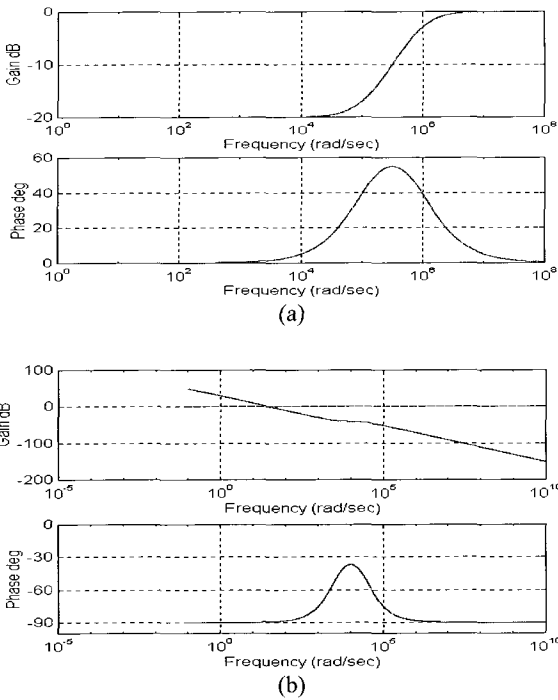 0
Gain dB
-10
-20
10^0 10^2 10^4 10^6 10^8
Frequency (rad/sec)
60
Phase deg
40
20
0
10^0 10^2 10^4 10^6 10^8
Frequency (rad/sec)
(a)
100
Gain dB
0
-100
-200
10^-5 10^0 10^5 10^10
Frequency (rad/sec)
0
Phase deg
-30
-60
-90
10^-5 10^0 10^5 10^10
Frequency (rad/sec)
(b)